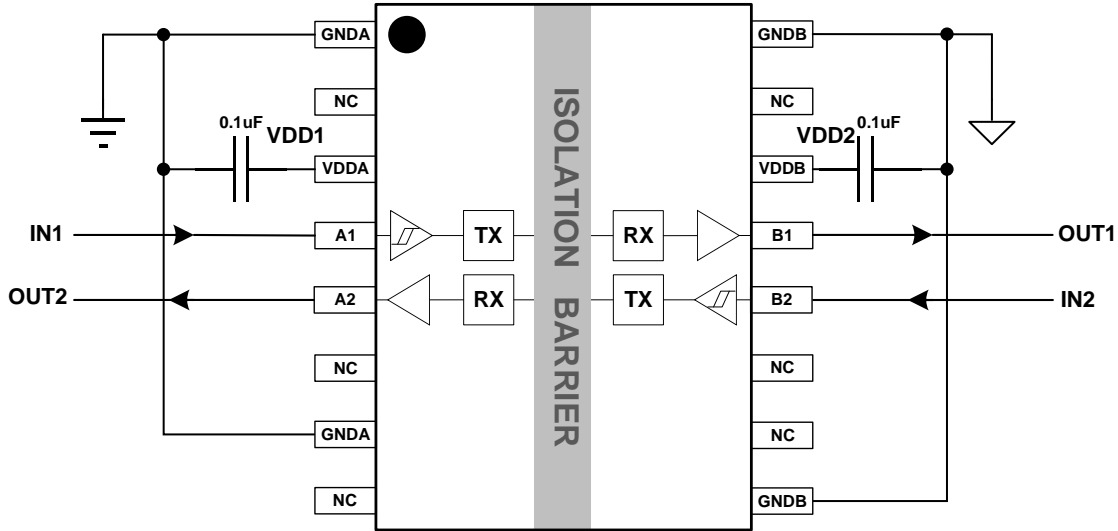 GNDA
GNDB
NC
NC
0.1uF
VDD1
VDD2
0.1uF
VDDA
VDDB
IN1
A1
TX
RX
B1
OUT1
OUT2
A2
RX
TX
B2
IN2
ISOLATION BARRIER
NC
NC
GNDA
NC
NC
GNDB